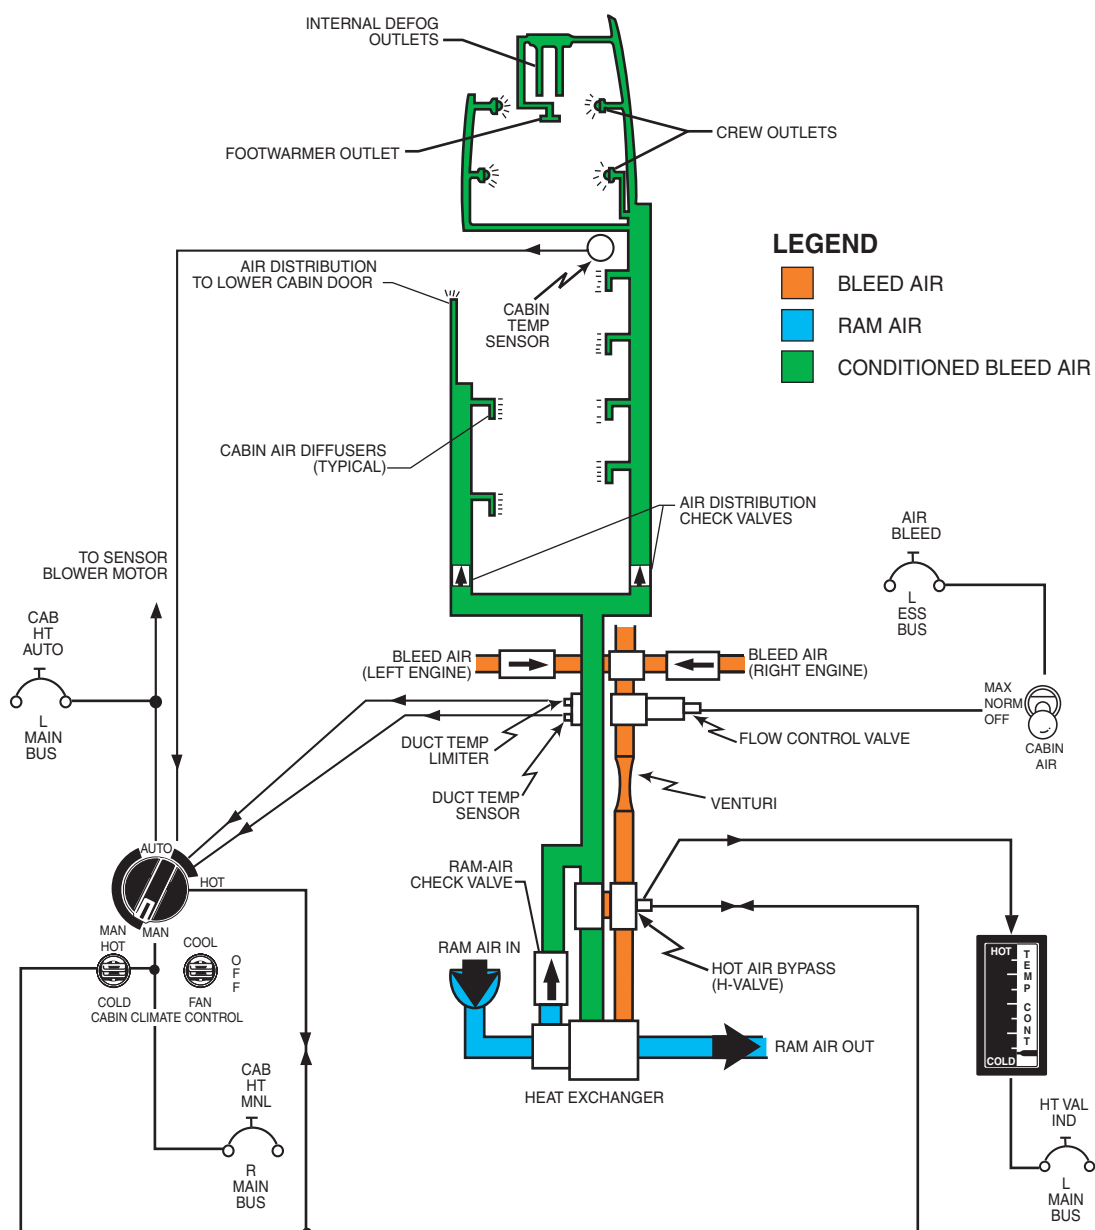 INTERNAL DEFOG
OUTLETS
FOOTWARMER OUTLET
CREW OUTLETS
LEGEND
BLEED AIR
RAM AIR
CONDITIONED BLEED AIR
AIR DISTRIBUTION
TO LOWER CABIN DOOR
CABIN
TEMP
SENSOR
CABIN AIR DIFFUSERS
(TYPICAL)
AIR DISTRIBUTION
CHECK VALVES
AIR
BLEED
L
ESS
BUS
TO SENSOR
BLOWER MOTOR
CAB
HT
AUTO
L
MAIN
BUS
BLEED AIR
(LEFT ENGINE)
BLEED AIR
(RIGHT ENGINE)
MAX
NORM
OFF
CABIN
AIR
DUCT TEMP
LIMITER
FLOW CONTROL VALVE
DUCT TEMP
SENSOR
VENTURI
AUTO
HOT
MAN
RAM-AIR
CHECK VALVE
MAN
HOT
COOL
OFF
COLD
FAN
CABIN CLIMATE CONTROL
RAM AIR IN
HOT AIR BYPASS
(H-VALVE)
HOT
TEMP CONT
COLD
RAM AIR OUT
HEAT EXCHANGER
CAB
HT
MNL
R
MAIN
BUS
HT VAL
IND
L
MAIN
BUS